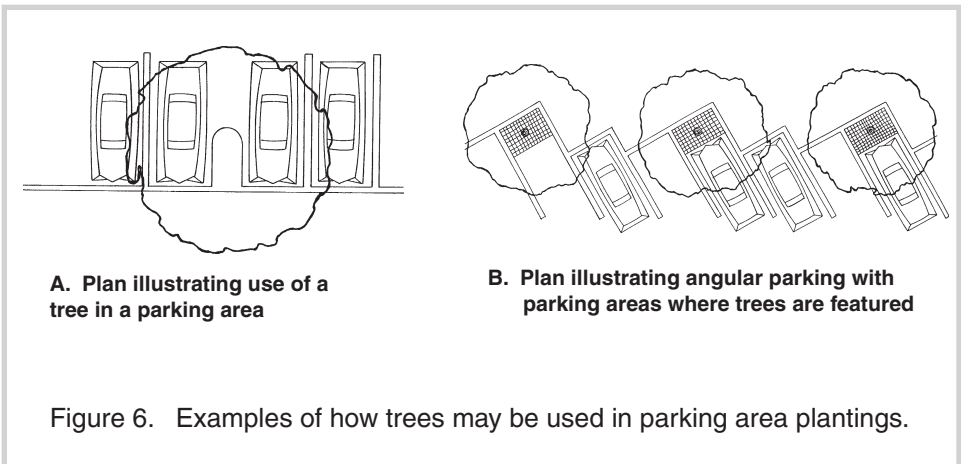 A. Plan illustrating use of a
tree in a parking area
B. Plan illustrating angular parking with
parking areas where trees are featured
Figure 6. Examples of how trees may be used in parking area plantings.